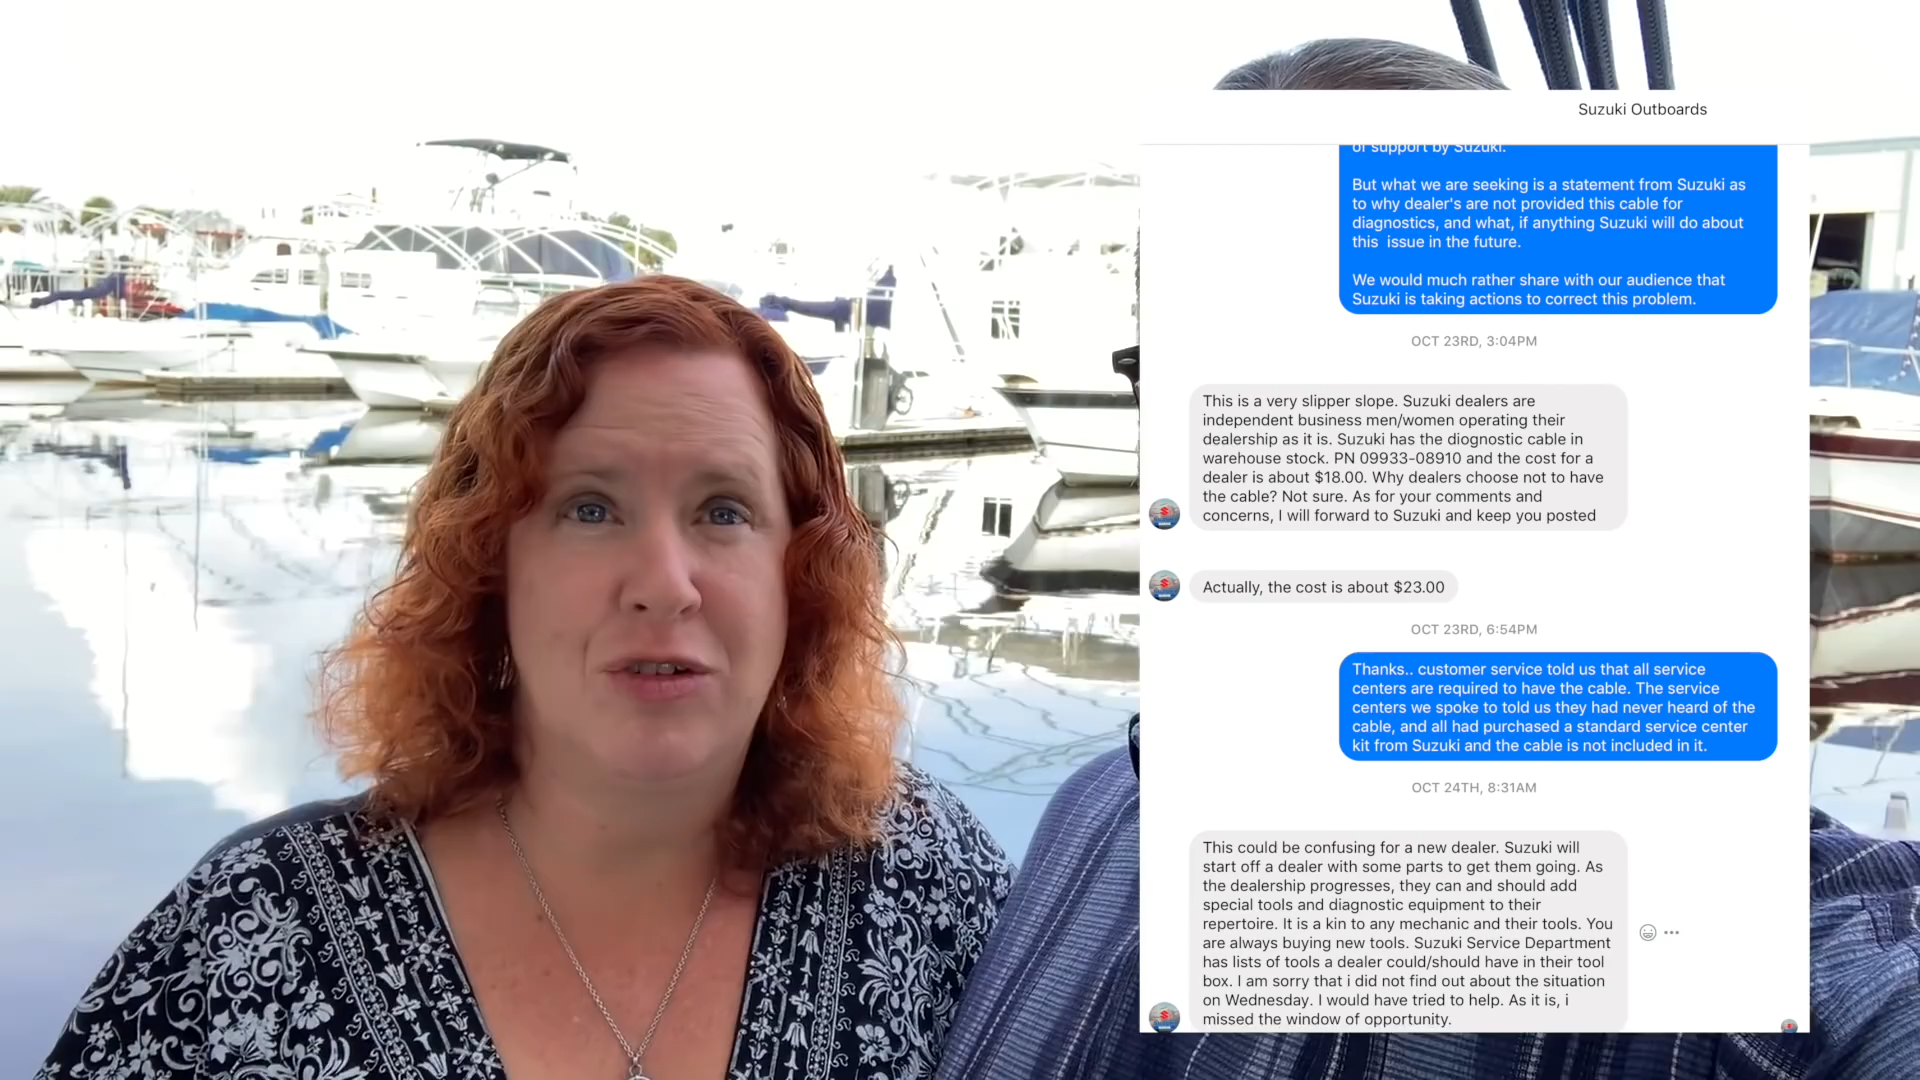 Suzuki Outboards
of support by Suzuki.
But what we are seeking is a statement from Suzuki as
to why dealer's are not provided this cable for
diagnostics, and what, if anything Suzuki will do about
this issue in the future.
We would much rather share with our audience that
Suzuki is taking actions to correct this problem.
OCT 23RD, 3:04PM
This is a very slipper slope. Suzuki dealers are
independent business men/women operating their
dealership as it is. Suzuki has the diognostic cable in
warehouse stock. PN 09933-08910 and the cost for a
dealer is about $18.00. Why dealers choose not to have
the cable? Not sure. As for your comments and
concerns, I will forward to Suzuki and keep you posted
Actually, the cost is about $23.00
OCT 23RD, 6:54PM
Thanks.. customer service told us that all service
centers are required to have the cable. The service
centers we spoke to told us they had never heard of the
cable, and all had purchased a standard service center
kit from Suzuki and the cable is not included in it.
OCT 24TH, 8:31AM
This could be confusing for a new dealer. Suzuki will
start off a dealer with some parts to get them going. As
the dealership progresses, they can and should add
special tools and diagnostic equipment to their
repertoire. It is a kin to any mechanic and their tools. You
are always buying new tools. Suzuki Service Department
has lists of tools a dealer could/should have in their tool
box. I am sorry that i did not find out about the situation
on Wednesday. I would have tried to help. As it is, i
missed the window of opportunity.